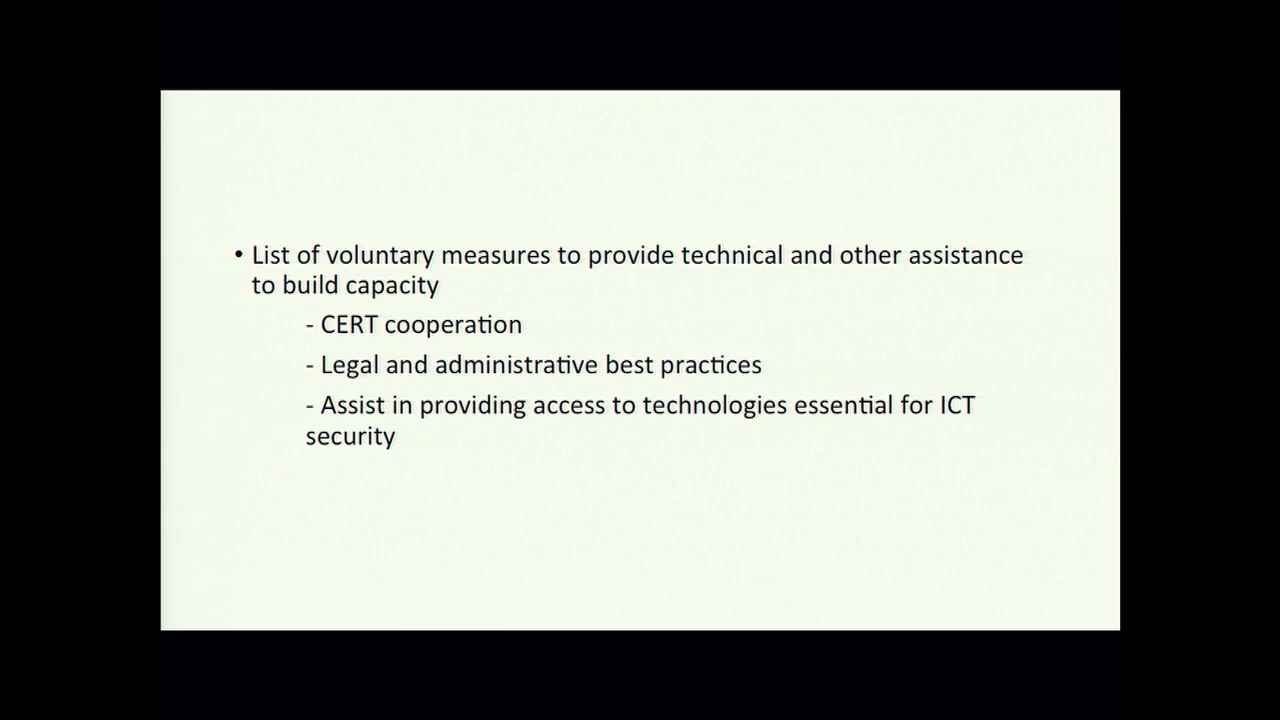 • List of voluntary measures to provide technical and other assistance
to build capacity
- CERT cooperation
- Legal and administrative best practices
- Assist in providing access to technologies essential for ICT
security